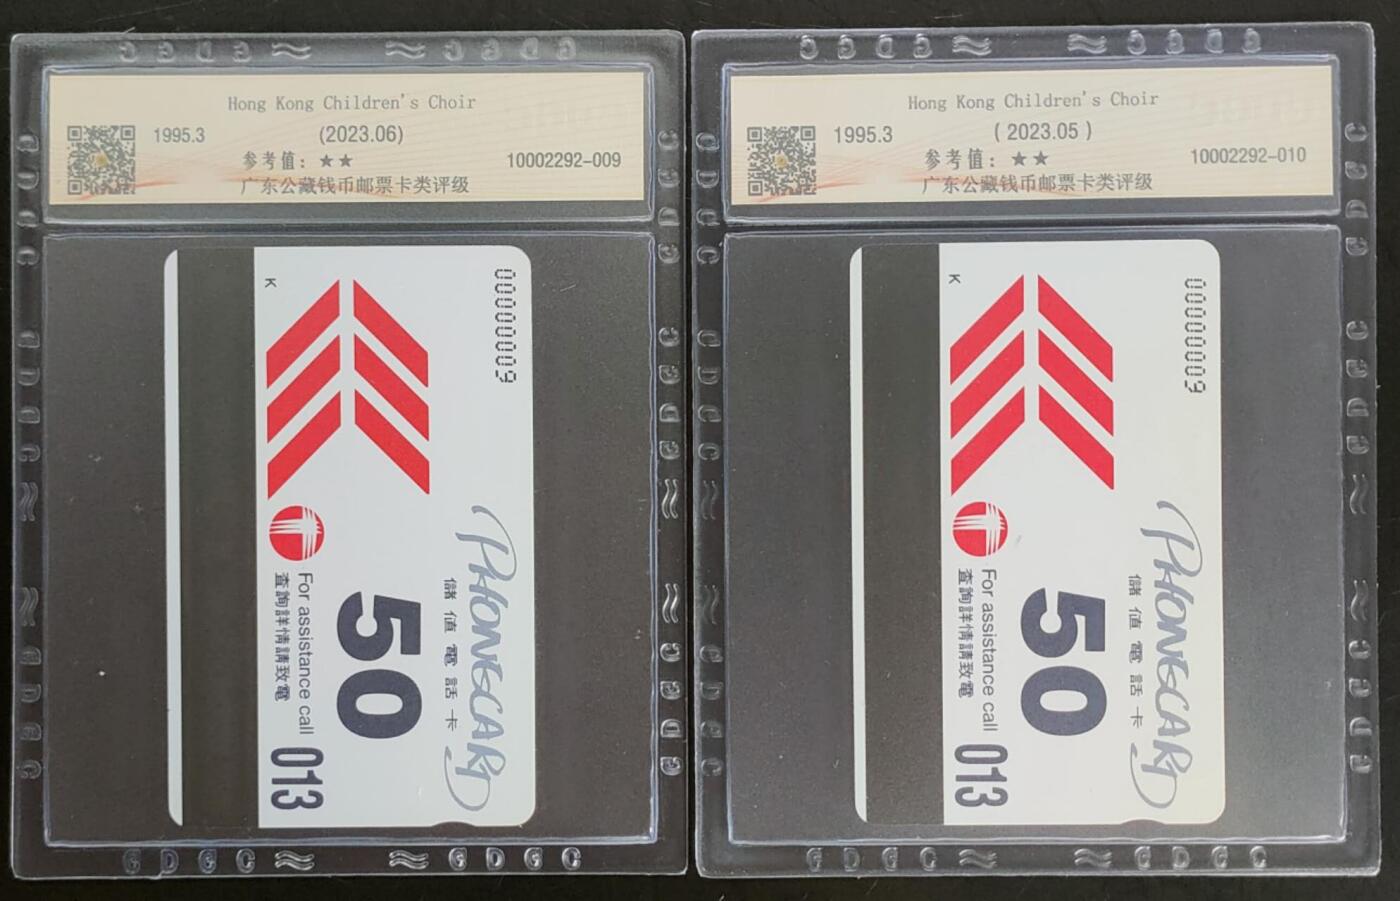 Hong Kong Children's Choir
1995.3
(2023.06)
参考值：★★
10002292-009
广东公藏钱币邮票卡类评级
00000009
K
PHONECARD
儲值電話卡
50
For assistance call
查詢詳情請致電
013
Hong Kong Children's Choir
1995.3
( 2023.05 )
参考值：★★
10002292-010
广东公藏钱币邮票卡类评级
00000009
K
PHONECARD
儲值電話卡
50
For assistance call
查詢詳情請致電
013